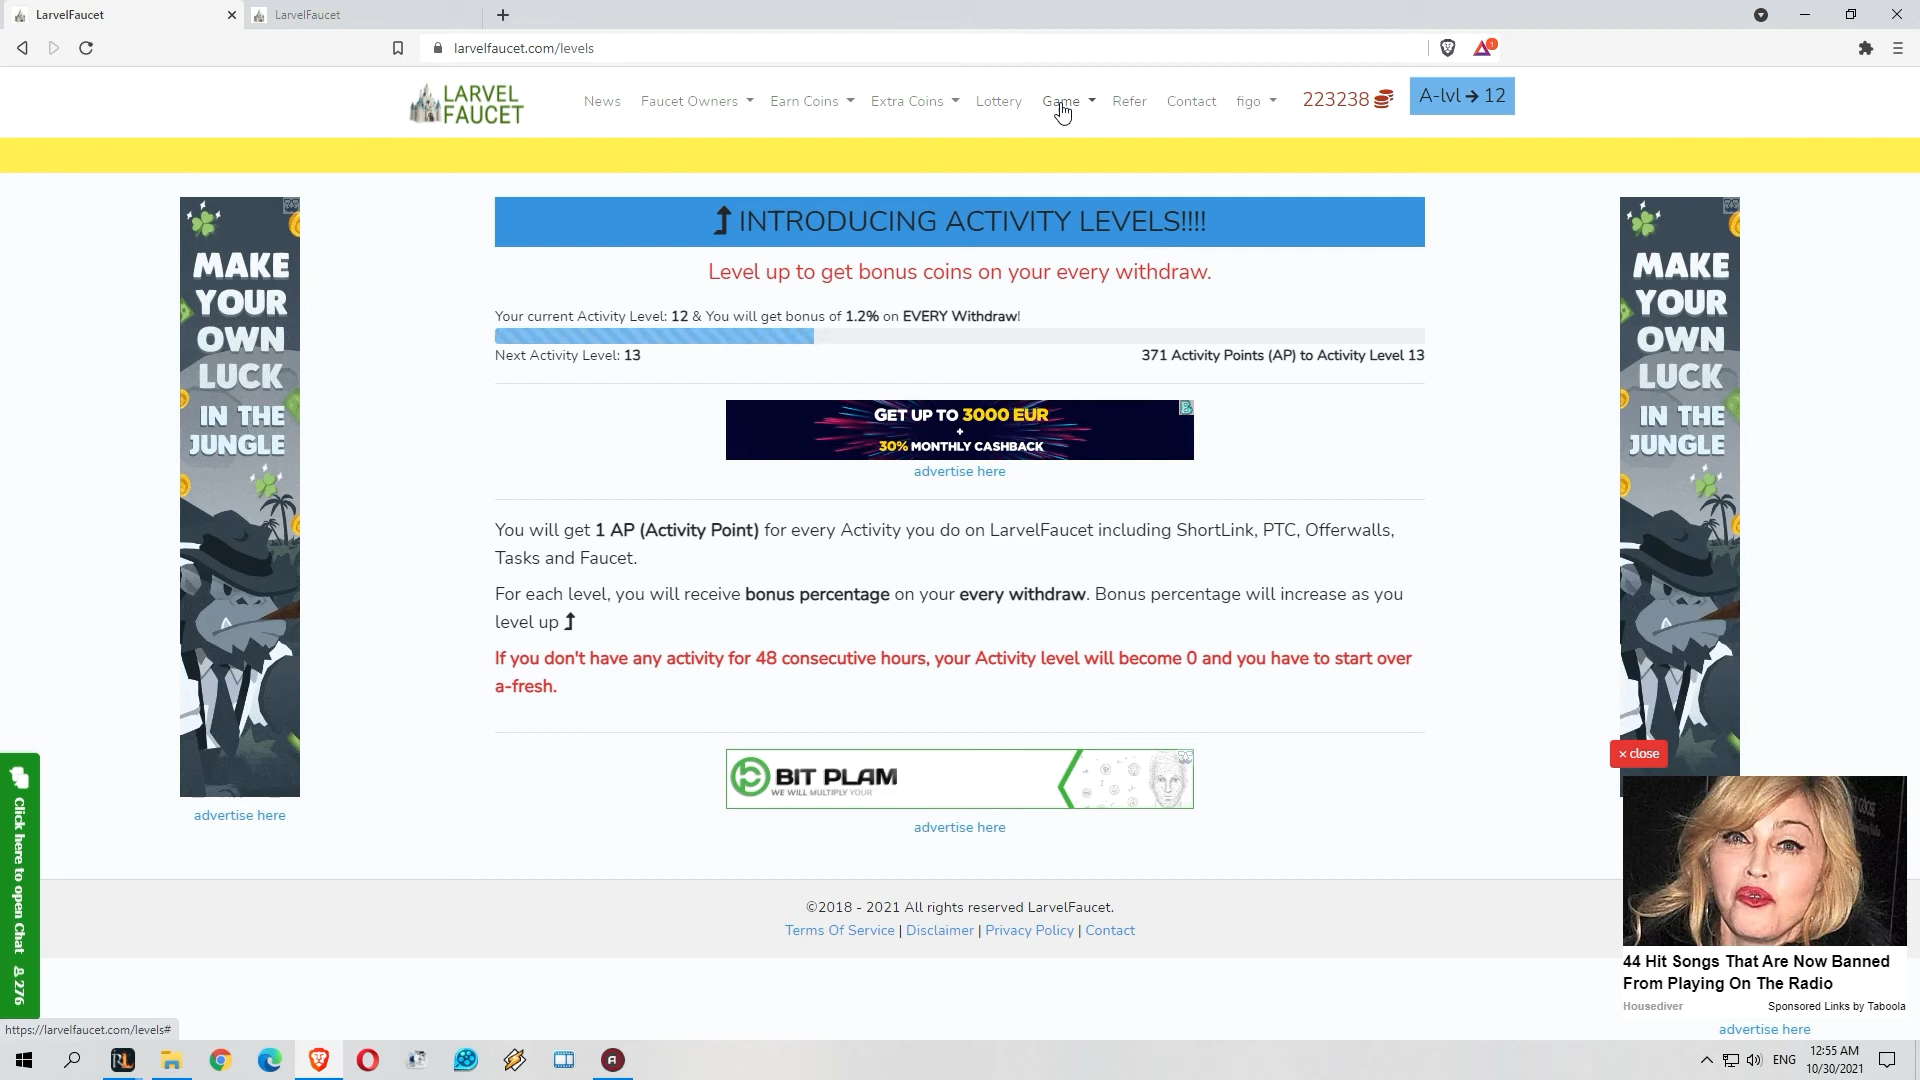 LarvelFaucet
LarvelFaucet
larvelfaucet.com/levels
1
LARVEL
FAUCET
News
Faucet Owners
Earn Coins
Extra Coins
Lottery
Game
Refer
Contact
figo
223238
A-lvl → 12
INTRODUCING ACTIVITY LEVELS!!!!
Level up to get bonus coins on your every withdraw.
Your current Activity Level: 12 & You will get bonus of 1.2% on EVERY Withdraw!
Next Activity Level: 13
371 Activity Points (AP) to Activity Level 13
GET UP TO 3000 EUR
+
30% MONTHLY CASHBACK
advertise here
You will get 1 AP (Activity Point) for every Activity you do on LarvelFaucet including ShortLink, PTC, Offerwalls,
Tasks and Faucet.
For each level, you will receive bonus percentage on your every withdraw. Bonus percentage will increase as you
level up
If you don't have any activity for 48 consecutive hours, your Activity level will become 0 and you have to start over
a-fresh.
BIT PLAM
WE WILL MULTIPLY YOUR
advertise here
MAKE
YOUR
OWN
LUCK
IN THE
JUNGLE
advertise here
MAKE
YOUR
OWN
LUCK
IN THE
JUNGLE
× close
44 Hit Songs That Are Now Banned
From Playing On The Radio
Housediver
Sponsored Links by Taboola
advertise here
Click here to open Chat
276
©2018 - 2021 All rights reserved LarvelFaucet.
Terms Of Service | Disclaimer | Privacy Policy | Contact
https://larvelfaucet.com/levels#
RL
A
ENG
12:55 AM
10/30/2021